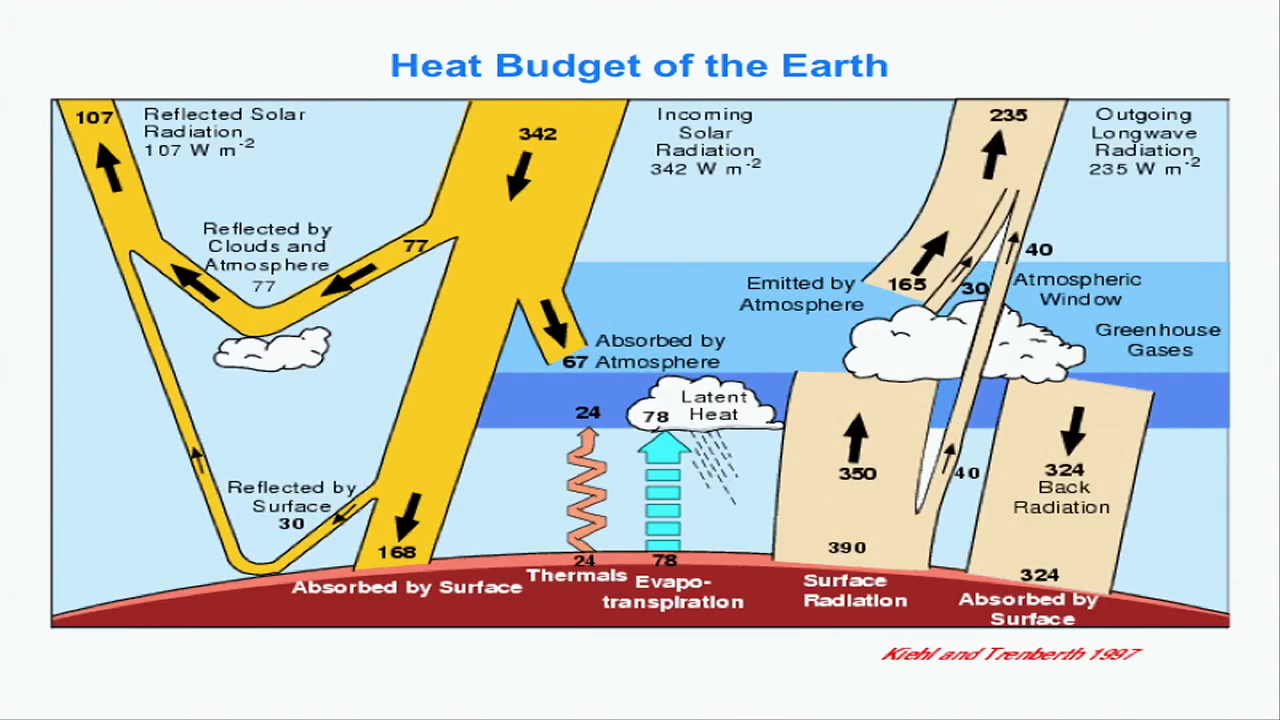 Heat Budget of the Earth
107
Reflected Solar
Radiation
107 W m-2
342
Incoming
Solar
Radiation
342 W m-2
235
Outgoing
Longwave
Radiation
235 W m-2
Reflected by
Clouds and
Atmosphere
77
77
Emitted by
Atmosphere
165
30
40
Atmospheric
Window
Greenhouse
Gases
67
Absorbed by
Atmosphere
24
78
Latent
Heat
350
40
324
Back
Radiation
Reflected by
Surface
30
168
24
78
390
324
Absorbed by Surface
Thermals
Evapo-
transpiration
Surface
Radiation
Absorbed by
Surface
Kiehl and Trenberth 1997